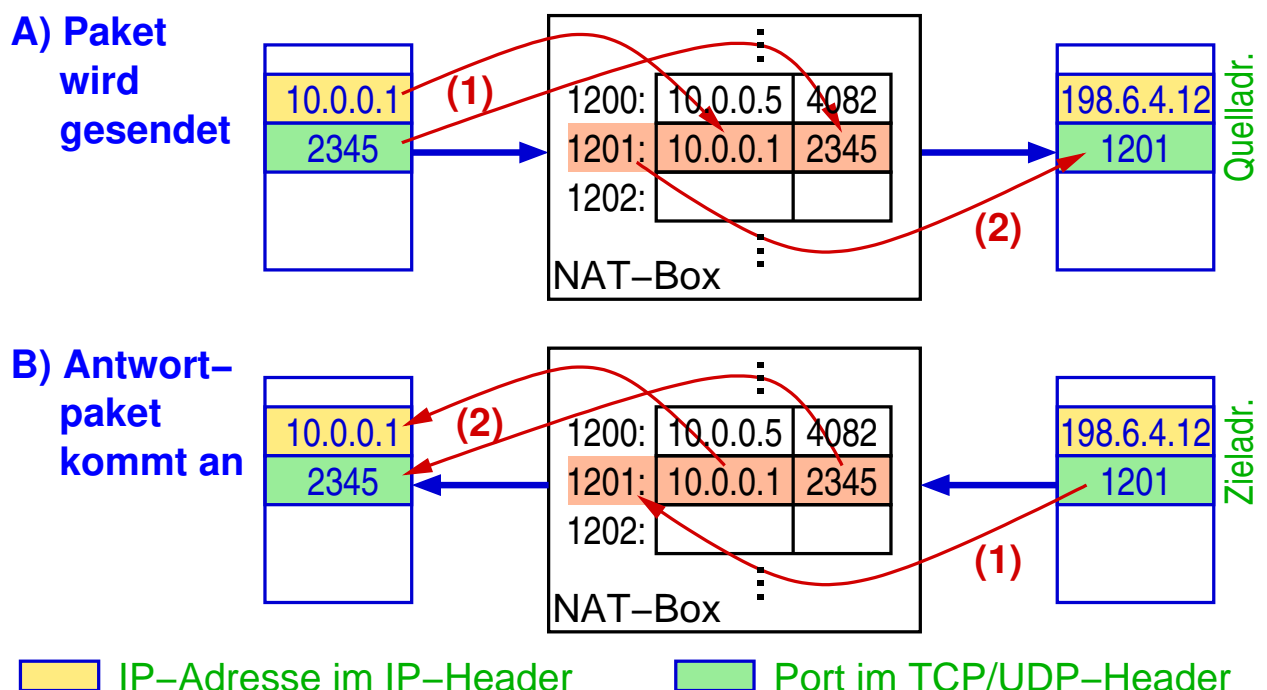 A) Paket
wird
gesendet
10.0.0.1
2345
(1)
1200: 10.0.0.5 4082
1201: 10.0.0.1 2345
1202:
NAT–Box
(2)
198.6.4.12
1201
Quelladr.
B) Antwort–
paket
kommt an
10.0.0.1
2345
(2)
1200: 10.0.0.5 4082
1201: 10.0.0.1 2345
1202:
NAT–Box
(1)
198.6.4.12
1201
Zieladr.
IP–Adresse im IP–Header
Port im TCP/UDP–Header